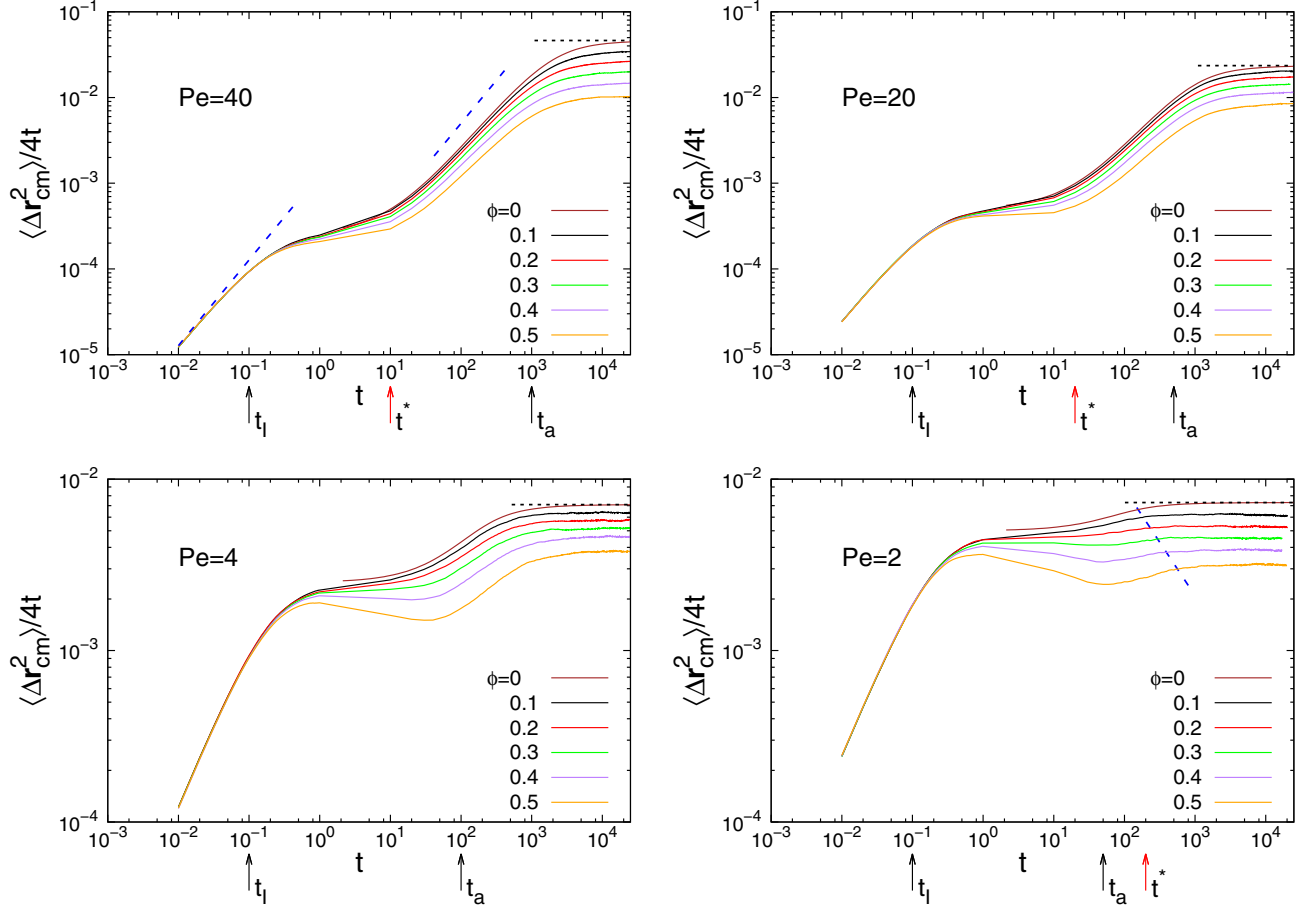 Pe=40
⟨Δr²cm⟩/4t
10⁻¹
10⁻²
10⁻³
10⁻⁴
10⁻⁵
ϕ=0
0.1
0.2
0.3
0.4
0.5
10⁻³ 10⁻² 10⁻¹ 10⁰ 10¹ 10² 10³ 10⁴
t
tₗ t* tₐ
Pe=20
⟨Δr²cm⟩/4t
10⁻¹
10⁻²
10⁻³
10⁻⁴
10⁻⁵
ϕ=0
0.1
0.2
0.3
0.4
0.5
10⁻³ 10⁻² 10⁻¹ 10⁰ 10¹ 10² 10³ 10⁴
t
tₗ t* tₐ
Pe=4
⟨Δr²cm⟩/4t
10⁻²
10⁻³
10⁻⁴
ϕ=0
0.1
0.2
0.3
0.4
0.5
10⁻³ 10⁻² 10⁻¹ 10⁰ 10¹ 10² 10³ 10⁴
t
tₗ tₐ
Pe=2
⟨Δr²cm⟩/4t
10⁻²
10⁻³
10⁻⁴
ϕ=0
0.1
0.2
0.3
0.4
0.5
10⁻³ 10⁻² 10⁻¹ 10⁰ 10¹ 10² 10³ 10⁴
t
tₗ tₐ t*